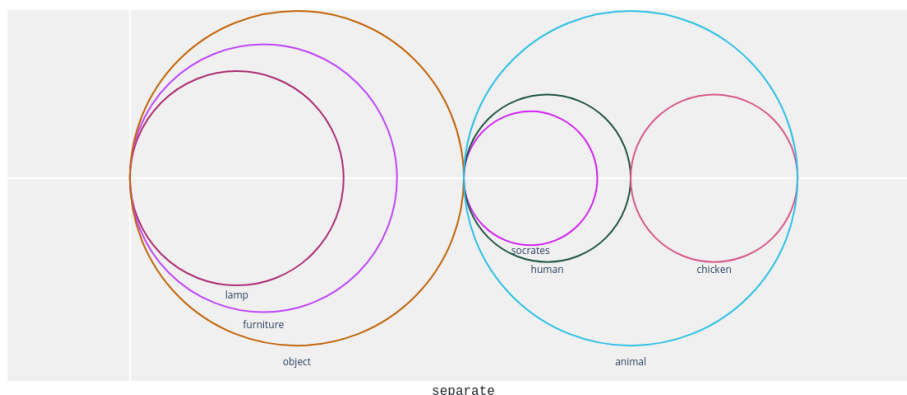 socrates
human
chicken
lamp
furniture
object
animal
separate